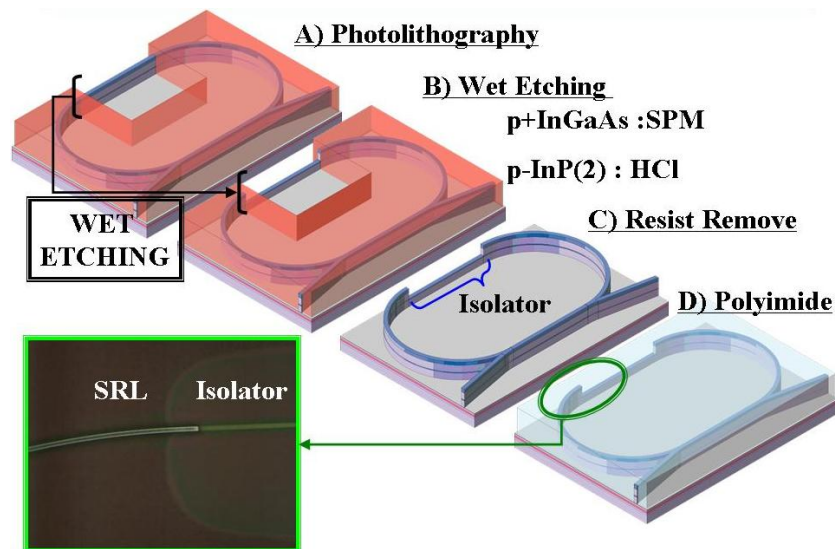 A) Photolithography
B) Wet Etching
p+InGaAs :SPM
p-InP(2) : HCl
WET
ETCHING
C) Resist Remove
Isolator
D) Polyimide
SRL
Isolator